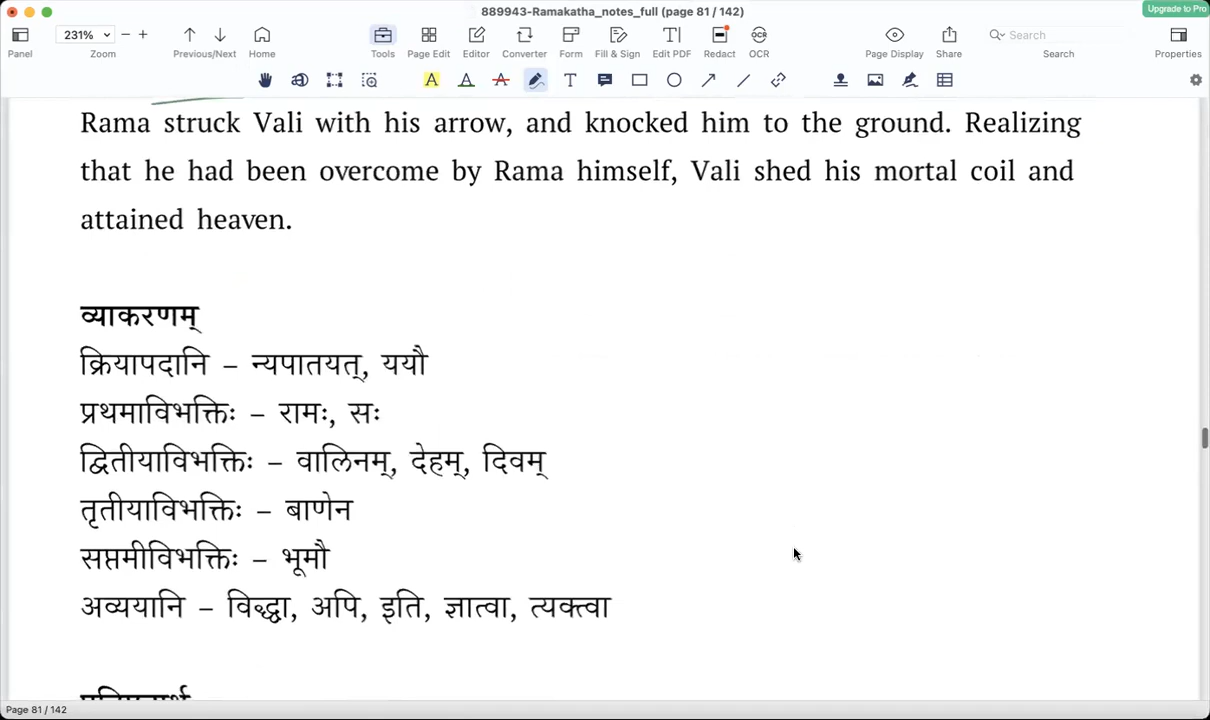 889943-Ramakatha_notes_full (page 81 / 142)
Upgrade to Pro
231%
Search
Panel
Zoom
Previous/Next
Home
Tools
Page Edit
Editor
Converter
Form
Fill & Sign
Edit PDF
Redact
OCR
Page Display
Share
Search
Properties
Rama struck Vali with his arrow, and knocked him to the ground. Realizing
that he had been overcome by Rama himself, Vali shed his mortal coil and
attained heaven.
व्याकरणम्
क्रियापदानि – न्यपातयत्, ययौ
प्रथमाविभक्तिः – रामः, सः
द्वितीयाविभक्तिः – वालिनम्, देहम्, दिवम्
तृतीयाविभक्तिः – बाणेन
सप्तमीविभक्तिः – भूमौ
अव्ययानि – विद्ध्वा, अपि, इति, ज्ञात्वा, त्यक्त्वा
Page 81 / 142